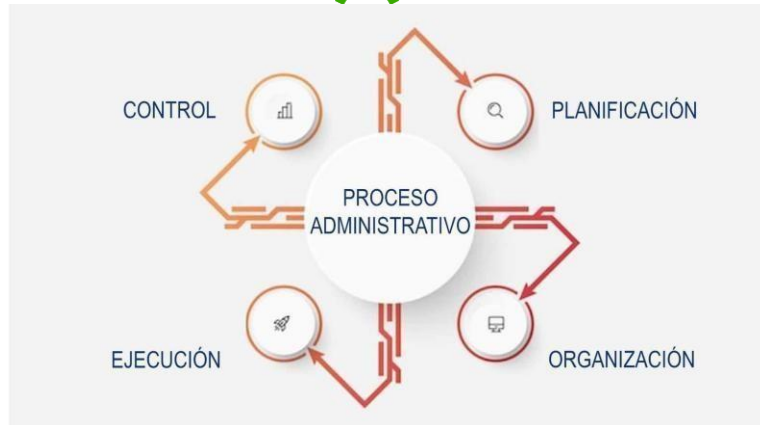 CONTROL
PLANIFICACIÓN
PROCESO
ADMINISTRATIVO
EJECUCIÓN
ORGANIZACIÓN